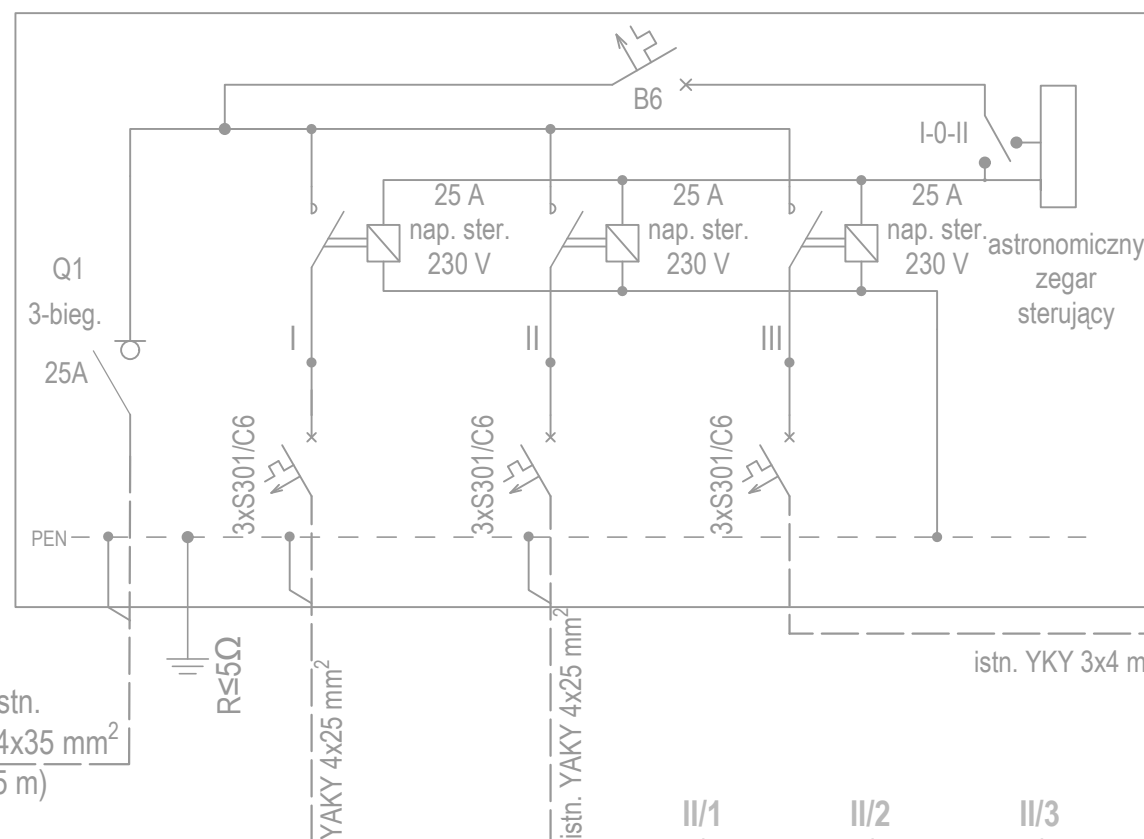 B6
I-0-II
25 A
nap. ster.
230 V
25 A
nap. ster.
230 V
25 A
nap. ster.
230 V
astronomiczny
zegar
sterujący
Q1
3-bieg.
25A
I
II
III
3xS301/C6
3xS301/C6
3xS301/C6
PEN
R≤5Ω
YAKY 4x25 mm²
istn. YAKY 4x25 mm²
istn. YKY 3x4 m
stn.
4x35 mm²
5 m)
II/1
II/2
II/3